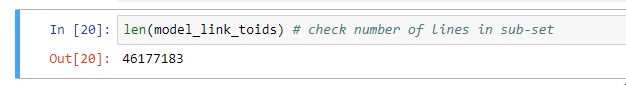 In [20]: len(model_link_toids) # check number of lines in sub-set
Out[20]: 46177183